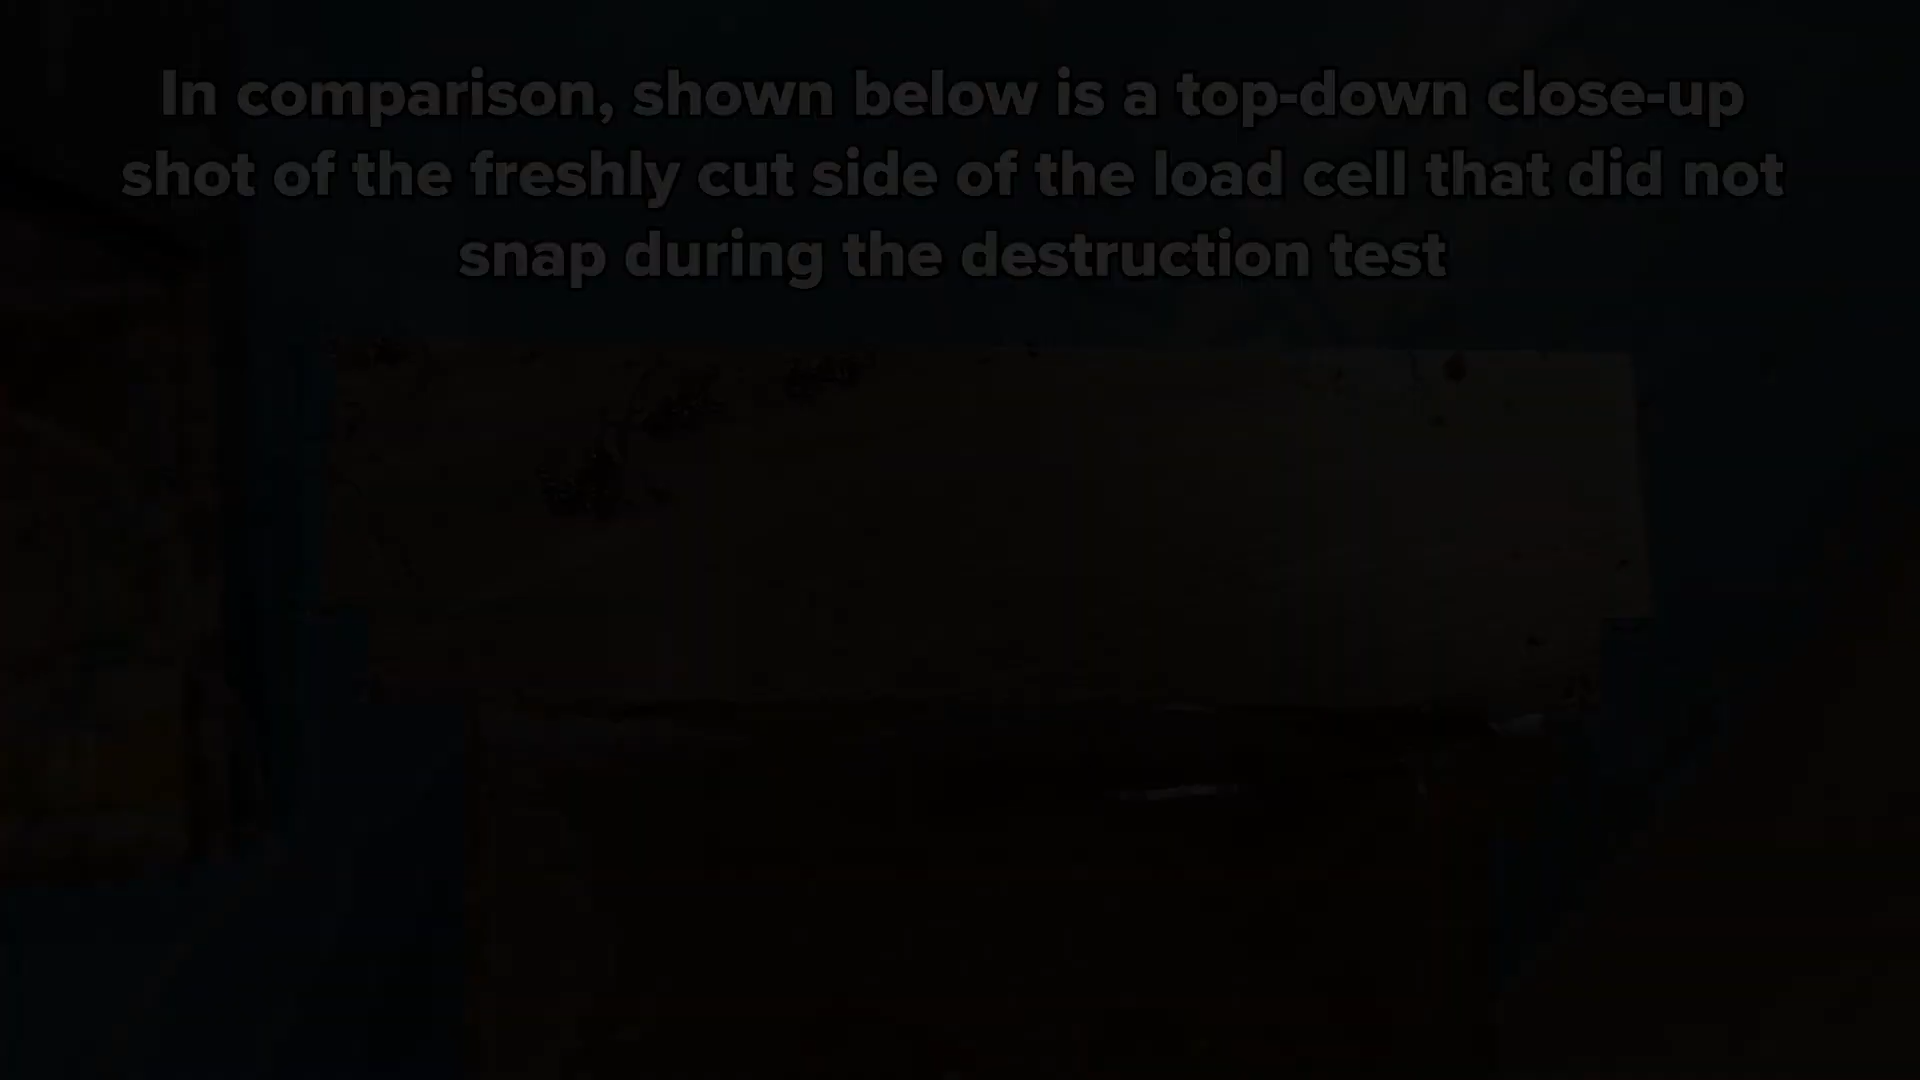 In comparison, shown below is a top-down close-up
shot of the freshly cut side of the load cell that did not
snap during the destruction test